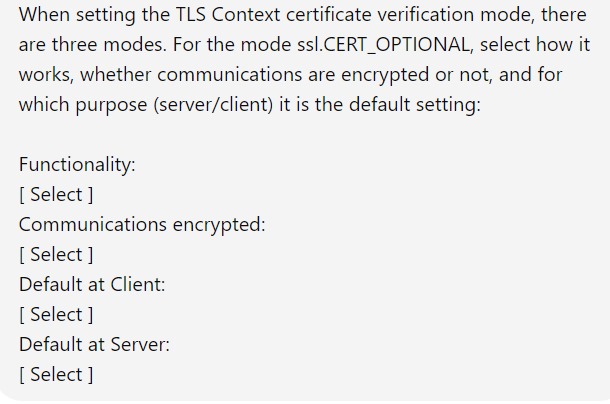 When setting the TLS Context certificate verification mode, there
are three modes. For the mode ssl.CERT_OPTIONAL, select how it
works, whether communications are encrypted or not, and for
which purpose (server/client) it is the default setting:
Functionality:
[ Select ]
Communications encrypted:
[ Select ]
Default at Client:
[ Select ]
Default at Server:
[ Select ]